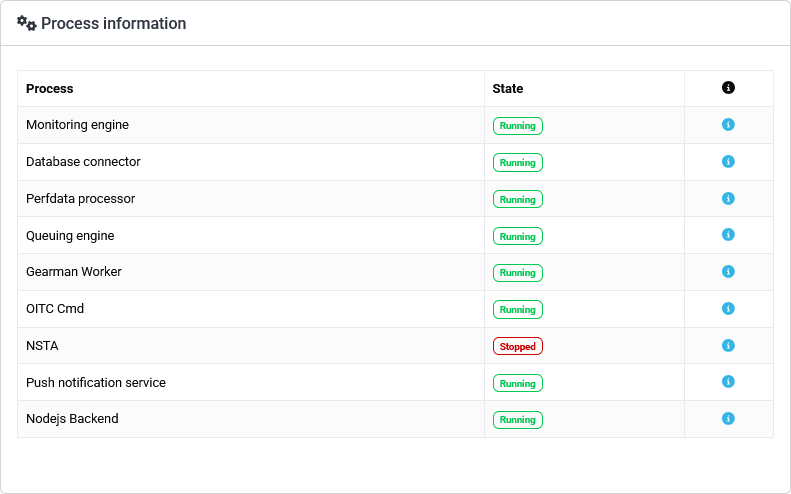 Process information
Process State
Monitoring engine Running
Database connector Running
Perfdata processor Running
Queuing engine Running
Gearman Worker Running
OITC Cmd Running
NSTA Stopped
Push notification service Running
Nodejs Backend Running